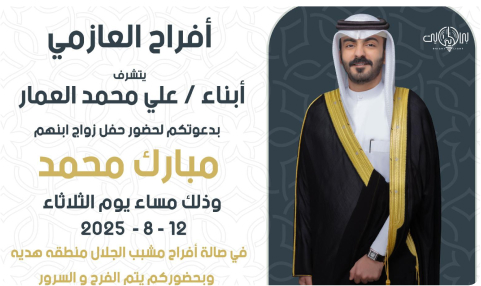 أفراح العازمي
يتشرف
أبناء / علي محمد العمار
بدعوتكم لحضور حفل زواج ابنهم
مبارك محمد
وذلك مساء يوم الثلاثاء
12 - 8 - 2025
في صالة أفراح مشبب الجلال منطقه هديه
وبحضوركم يتم الفرح و السرور